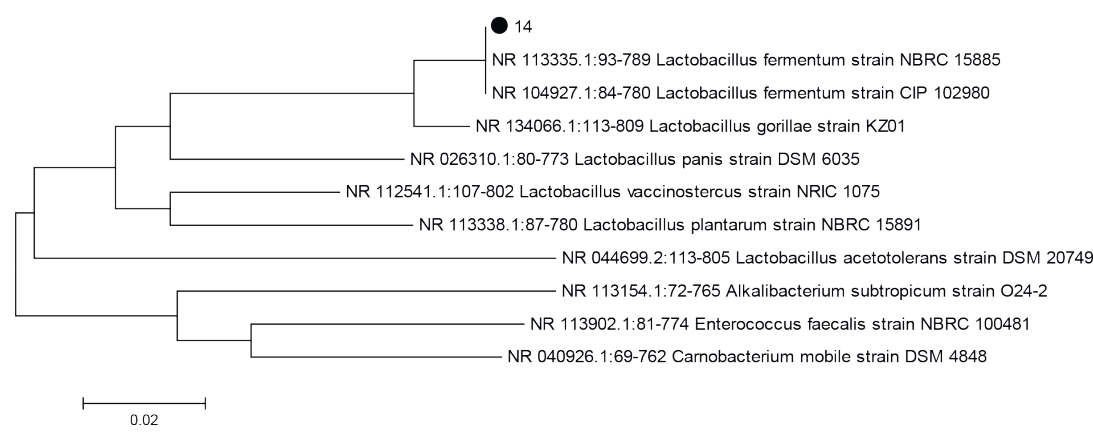 14
NR 113335.1:93-789 Lactobacillus fermentum strain NBRC 15885
NR 104927.1:84-780 Lactobacillus fermentum strain CIP 102980
NR 134066.1:113-809 Lactobacillus gorillae strain KZ01
NR 026310.1:80-773 Lactobacillus panis strain DSM 6035
NR 112541.1:107-802 Lactobacillus vaccinostercus strain NRIC 1075
NR 113338.1:87-780 Lactobacillus plantarum strain NBRC 15891
NR 044699.2:113-805 Lactobacillus acetotolerans strain DSM 20749
NR 113154.1:72-765 Alkalibacterium subtropicum strain O24-2
NR 113902.1:81-774 Enterococcus faecalis strain NBRC 100481
NR 040926.1:69-762 Carnobacterium mobile strain DSM 4848
0.02